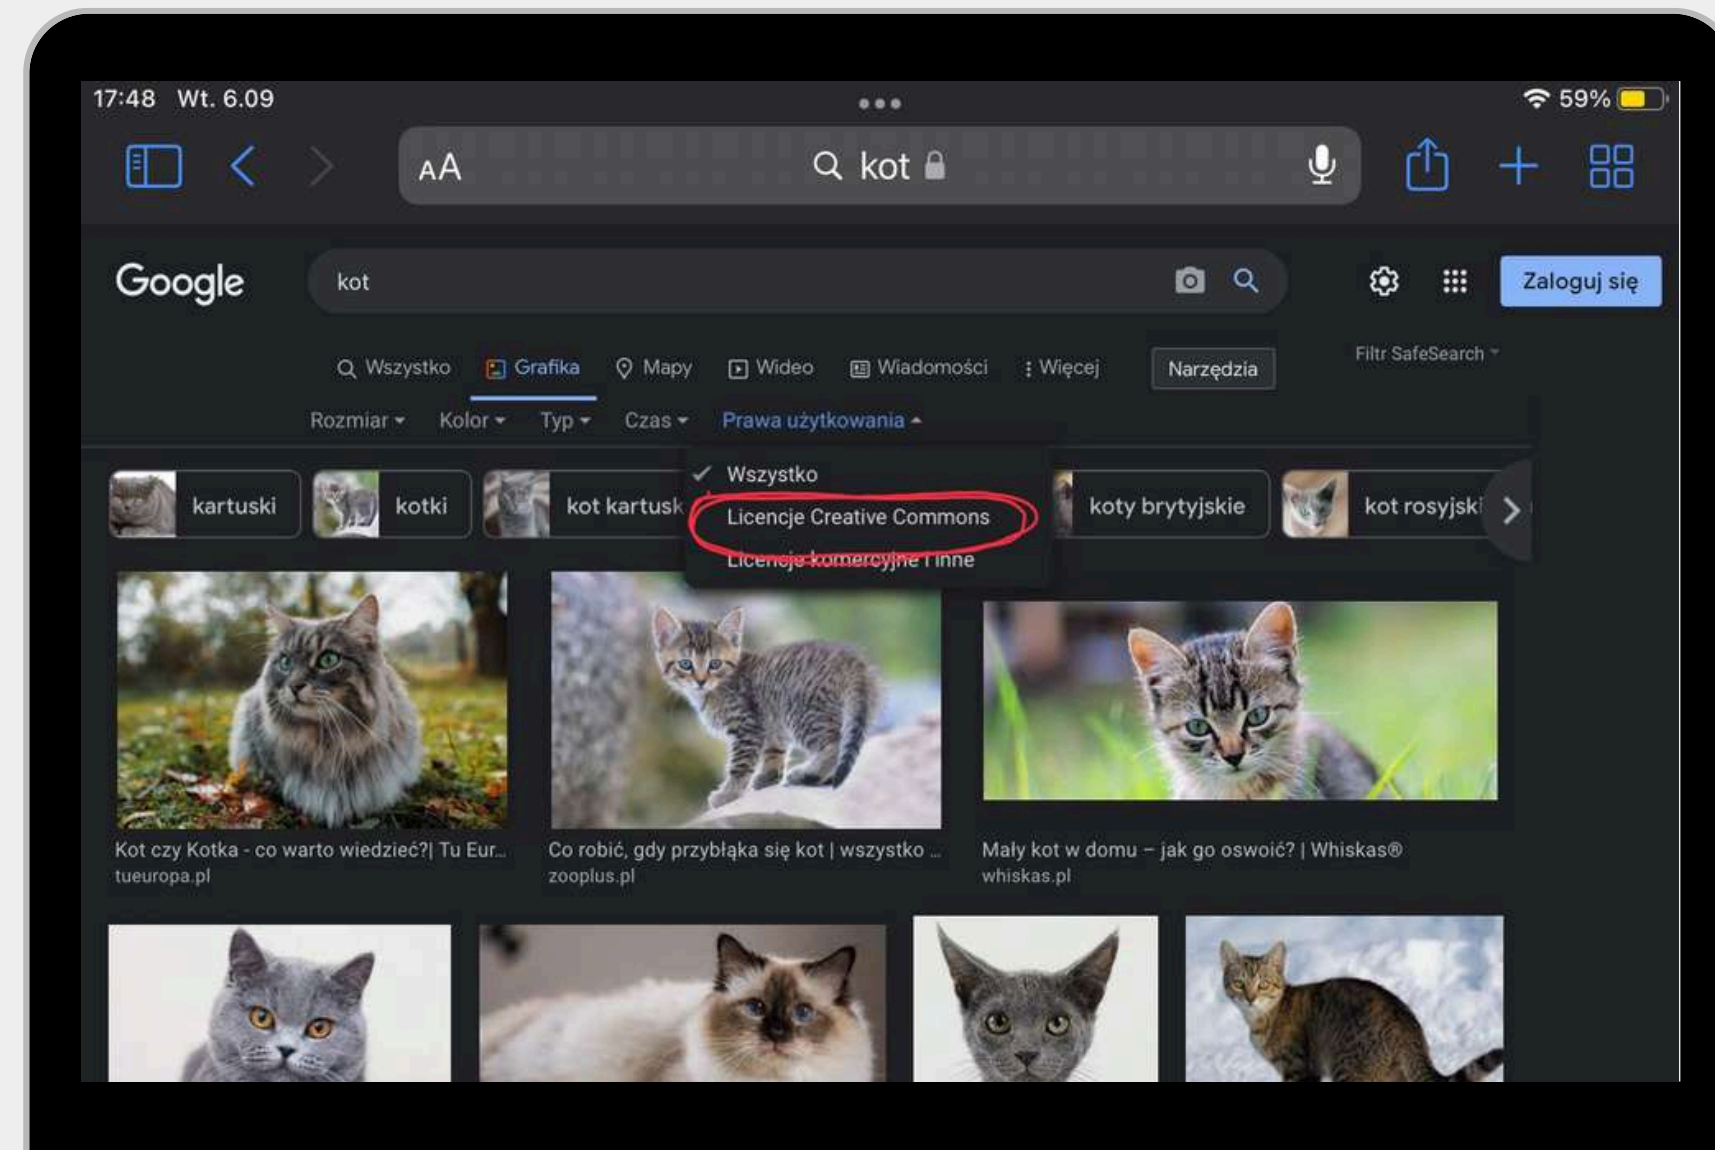 17:48 Wt. 6.09
59%
AA kot
Google kot Zaloguj się
Wszystko Grafika Mapy Wideo Wiadomości Więcej Narzędzia Filtr SafeSearch
Rozmiar Kolor Typ Czas Prawa użytkowania
Wszystko
Licencje Creative Commons
Licencje komercyjne i inne
kartuski kotki kot kartusk koty brytyjskie kot rosyjski
Kot czy Kotka - co warto wiedzieć?| Tu Eur...
tueuropa.pl
Co robić, gdy przybłąka się kot | wszystko ...
zooplus.pl
Mały kot w domu – jak go oswoić? | Whiskas®
whiskas.pl